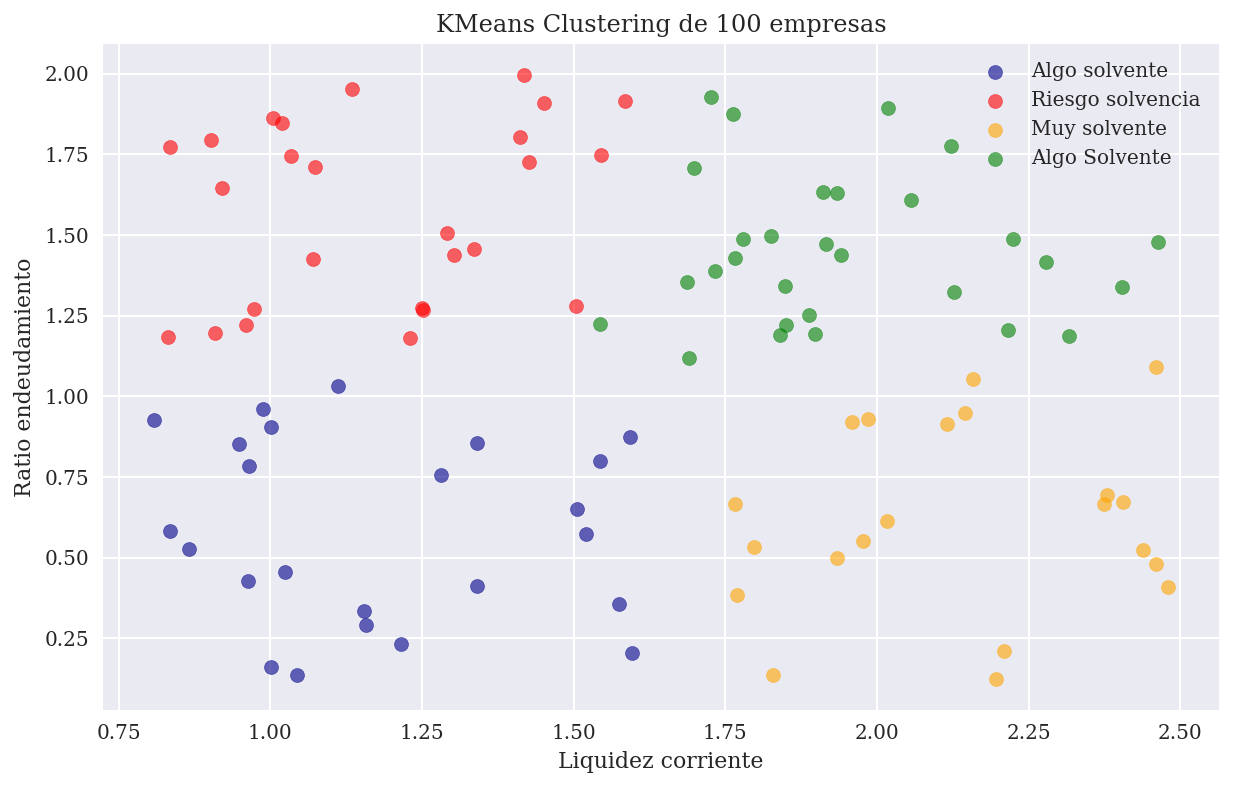 KMeans Clustering de 100 empresas
Algo solvente
Riesgo solvencia
Muy solvente
Algo Solvente
Ratio endeudamiento
2.00
1.75
1.50
1.25
1.00
0.75
0.50
0.25
0.75 1.00 1.25 1.50 1.75 2.00 2.25 2.50
Liquidez corriente